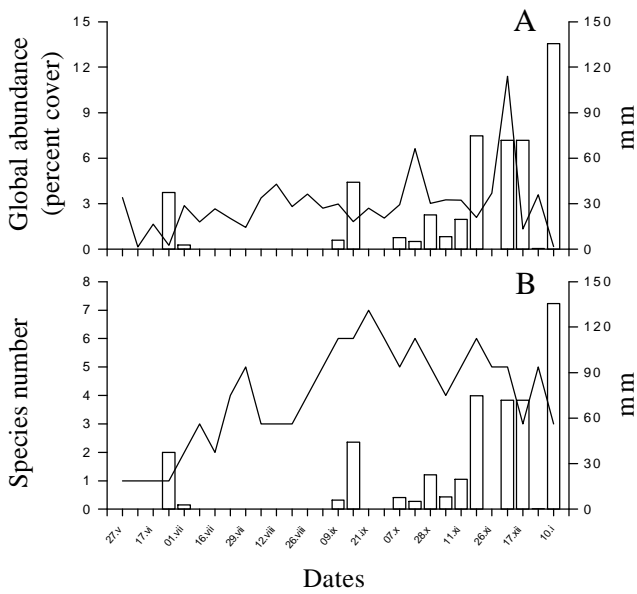 A
Global abundance
(percent cover)
15
12
9
6
3
0
150
120
90
60
30
0
mm
B
Species number
8
7
6
5
4
3
2
1
0
150
120
90
60
30
0
mm
27.v
17.vi
01.vii
16.vii
29.vii
12.viii
26.viii
09.ix
21.ix
07.x
28.x
11.xi
26.xi
17.xii
10.i
Dates